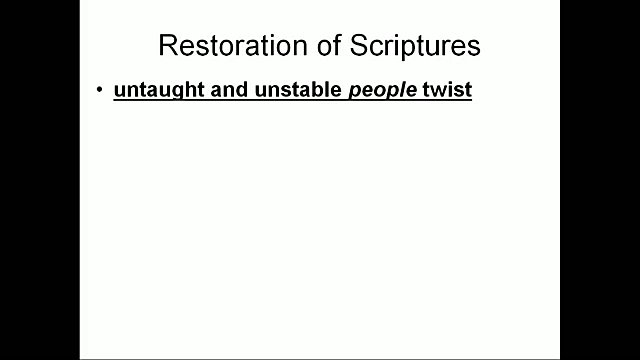 Restoration of Scriptures
• untaught and unstable people twist